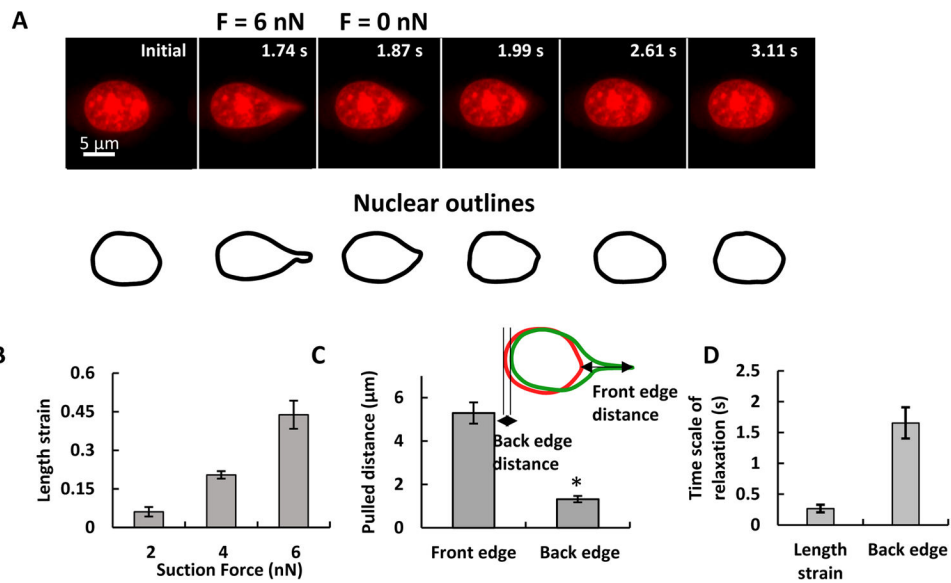 A
F = 6 nN
F = 0 nN
Initial
1.74 s
1.87 s
1.99 s
2.61 s
3.11 s
5 µm
Nuclear outlines
B
Length strain
0.6
0.45
0.3
0.15
0
2
4
6
Suction Force (nN)
C
Pulled distance (µm)
6
4
2
0
Front edge
distance
Back edge
distance
*
Front edge
Back edge
D
Time scale of
relaxation (s)
2.5
2
1.5
1
0.5
0
Length
strain
Back edge